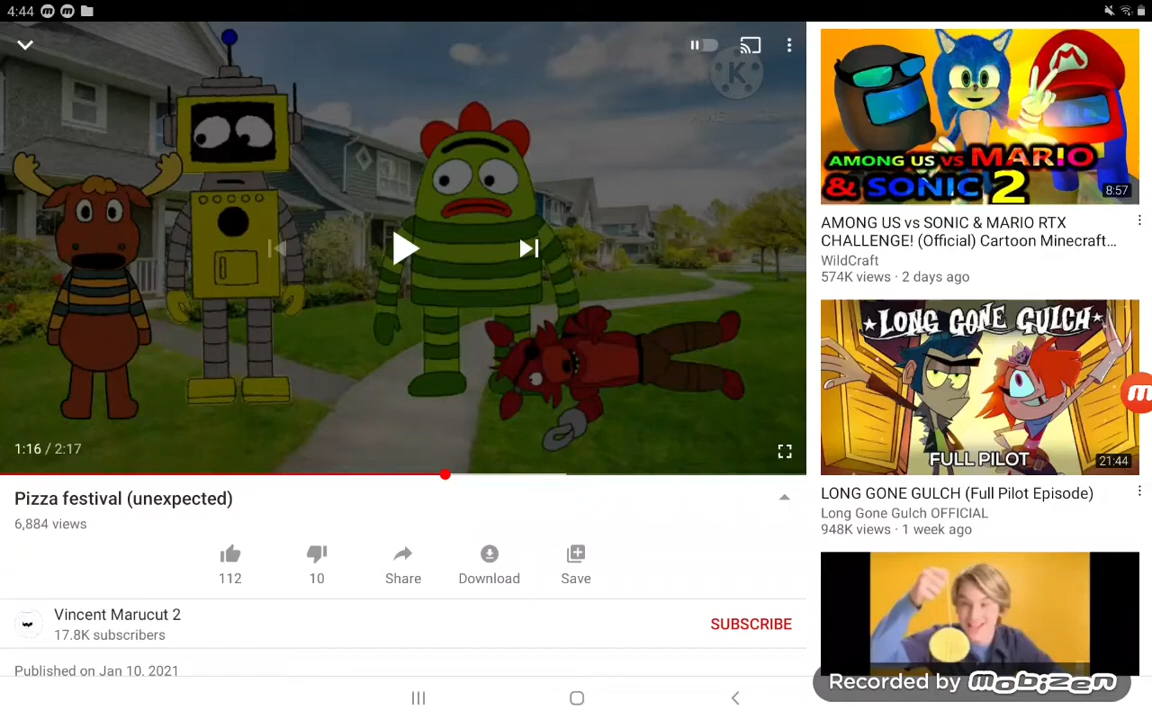 4:44
K
1:16 / 2:17
Pizza festival (unexpected)
6,884 views
112
10
Share
Download
Save
Vincent Marucut 2
17.8K subscribers
SUBSCRIBE
Published on Jan 10, 2021
AMONG US VS MARIO
& SONIC 2
8:57
AMONG US vs SONIC & MARIO RTX
CHALLENGE! (Official) Cartoon Minecraft...
WildCraft
574K views · 2 days ago
LONG GONE GULCH
FULL PILOT
21:44
LONG GONE GULCH (Full Pilot Episode)
Long Gone Gulch OFFICIAL
948K views · 1 week ago
Recorded by mobizen